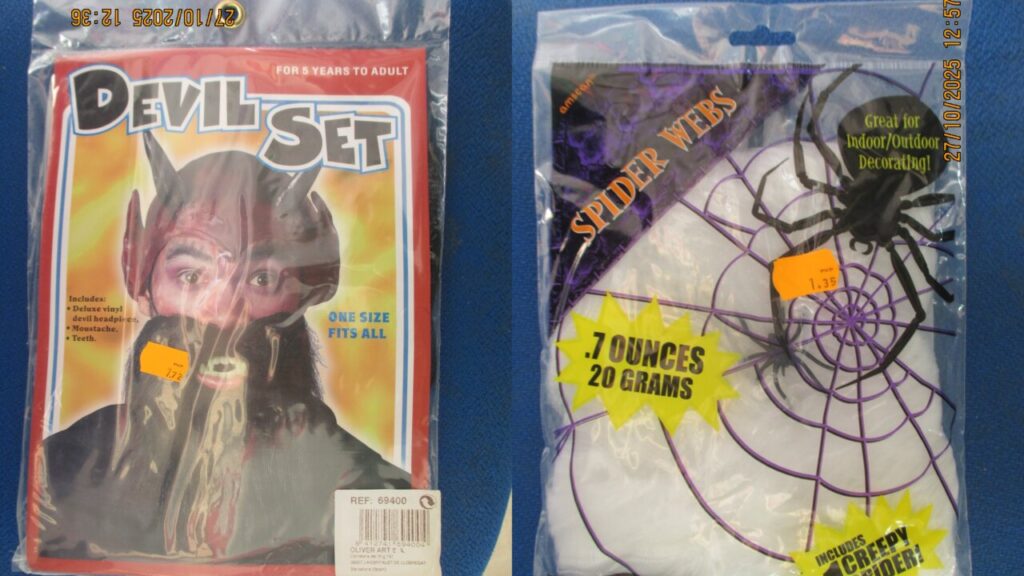 27/10/2025 12:36
FOR 5 YEARS TO ADULT
DEVIL
SET
Includes:
• Deluxe vinyl
devil headpiece,
• Moustache,
• Teeth.
ONE SIZE
FITS ALL
REF: 69400
OLIVER ART
27/10/2025 12:57
amscan
SPIDER WEBS
Great for
Indoor/Outdoor
Decorating!
PVP
1.35
.7 OUNCES
20 GRAMS
INCLUDES
1 CREEPY
SPIDER!